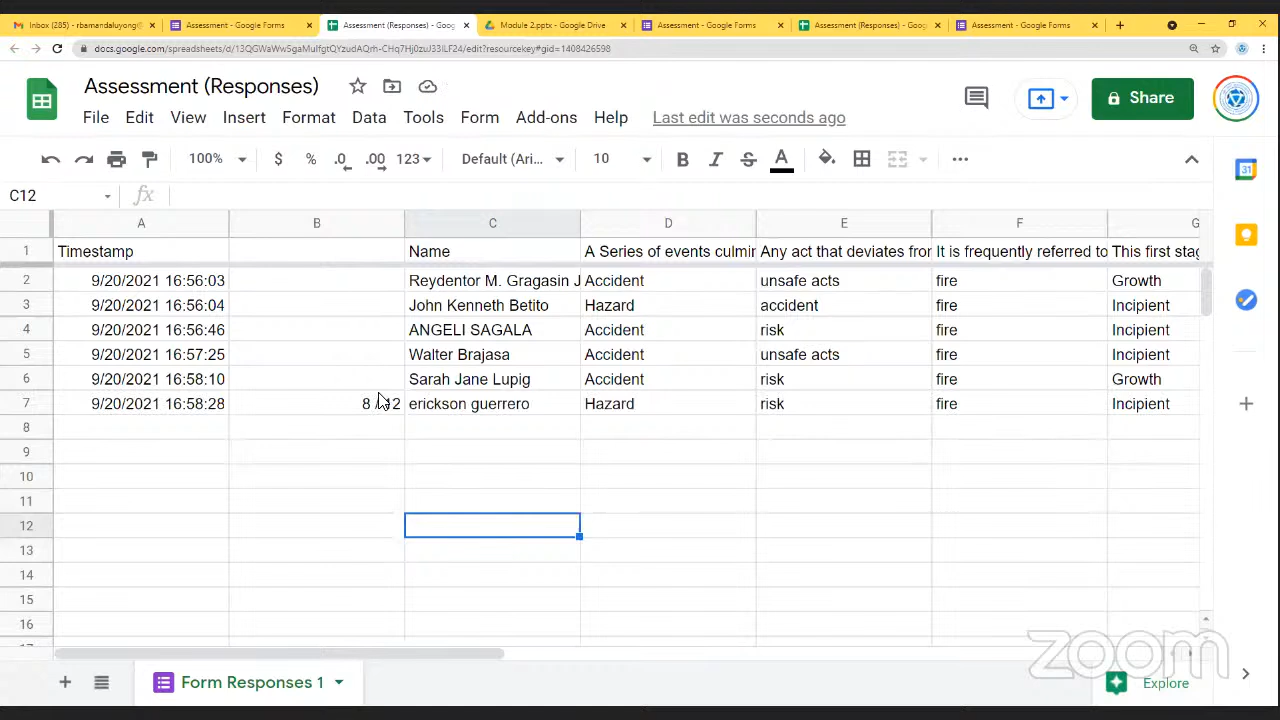 Inbox (285) - rbamandaluyong@ Assessment - Google Forms Assessment (Responses) - Goog Module 2.pptx - Google Drive Assessment - Google Forms Assessment (Responses) - Goog Assessment - Google Forms
Assessment (Responses)
Share
File Edit View Insert Format Data Tools Form Add-ons Help Last edit was seconds ago
100% $ % .0 .00 123 Default (Ari... 10 B I S A
31
C12 fx
A B C D E F G
1 Timestamp Name A Series of events culmin Any act that deviates from It is frequently referred to This first stag
2 9/20/2021 16:56:03 Reydentor M. Gragasin J Accident unsafe acts fire Growth
3 9/20/2021 16:56:04 John Kenneth Betito Hazard accident fire Incipient
4 9/20/2021 16:56:46 ANGELI SAGALA Accident risk fire Incipient
5 9/20/2021 16:57:25 Walter Brajasa Accident unsafe acts fire Incipient
6 9/20/2021 16:58:10 Sarah Jane Lupig Accident risk fire Growth
7 9/20/2021 16:58:28 8 / 12 erickson guerrero Hazard risk fire Incipient
8
9
10
11
12
13
14
15
16
17
zoom
Form Responses 1 Explore